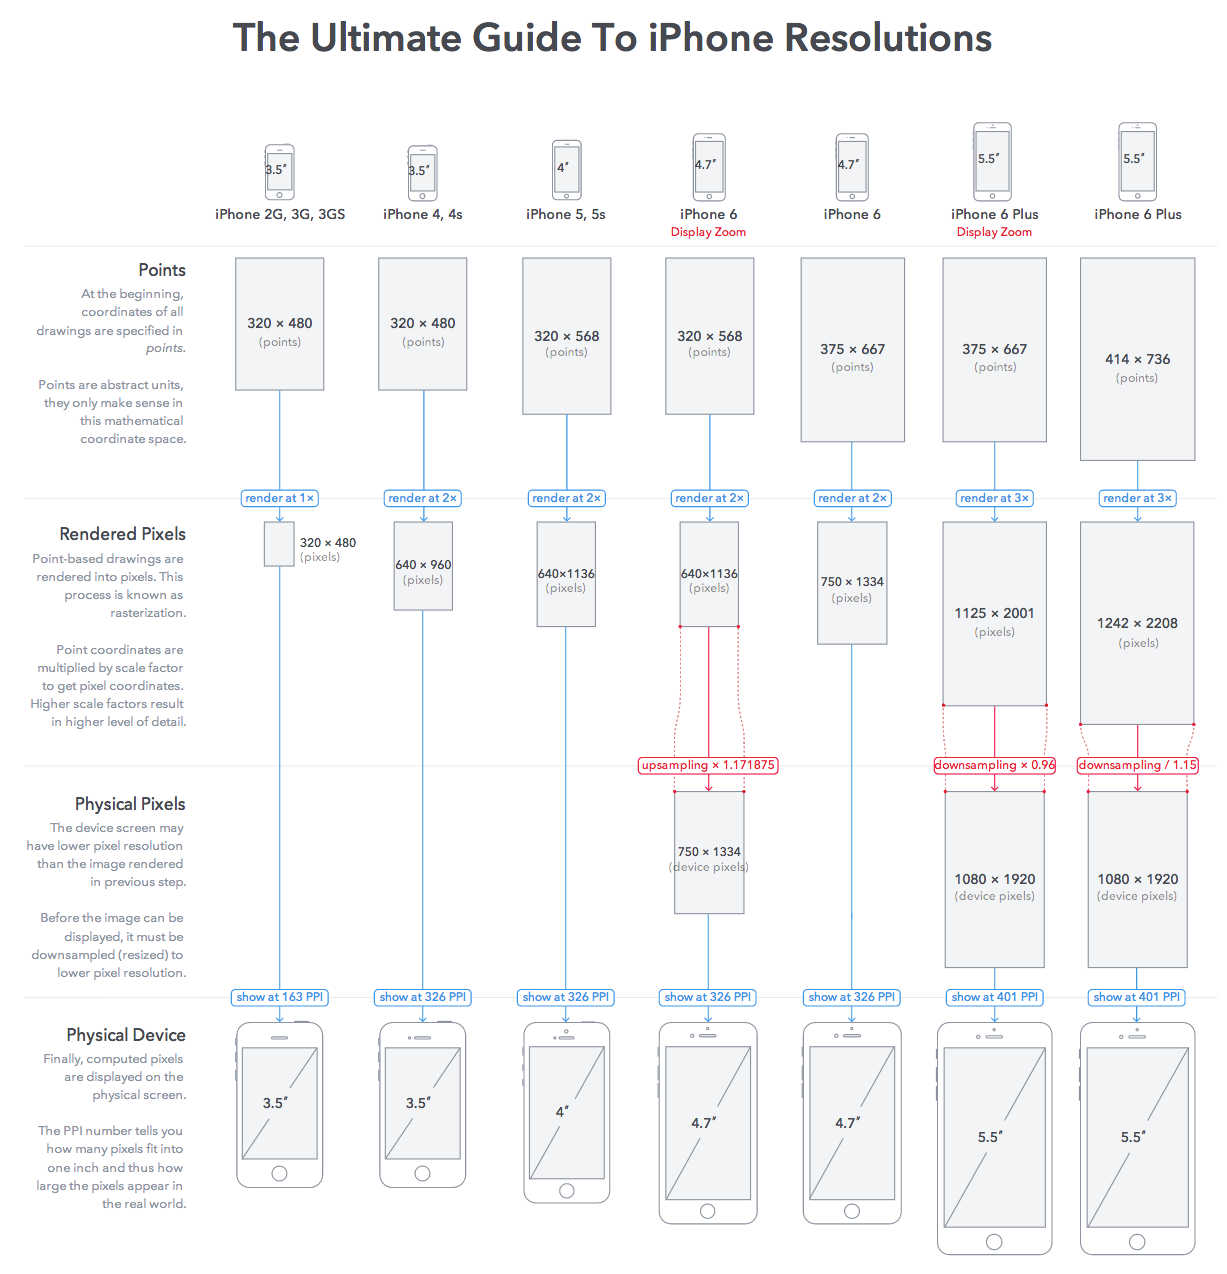 The Ultimate Guide To iPhone Resolutions
3.5″
3.5″
4″
4.7″
4.7″
5.5″
5.5″
iPhone 2G, 3G, 3GS
iPhone 4, 4s
iPhone 5, 5s
iPhone 6
Display Zoom
iPhone 6
iPhone 6 Plus
Display Zoom
iPhone 6 Plus
Points
At the beginning,
coordinates of all
drawings are specified in
points.
Points are abstract units,
they only make sense in
this mathematical
coordinate space.
320 × 480
(points)
320 × 480
(points)
320 × 568
(points)
320 × 568
(points)
375 × 667
(points)
375 × 667
(points)
414 × 736
(points)
render at 1×
render at 2×
render at 2×
render at 2×
render at 2×
render at 3×
render at 3×
Rendered Pixels
Point-based drawings are
rendered into pixels. This
process is known as
rasterization.
Point coordinates are
multiplied by scale factor
to get pixel coordinates.
Higher scale factors result
in higher level of detail.
320 × 480
(pixels)
640 × 960
(pixels)
640×1136
(pixels)
640×1136
(pixels)
750 × 1334
(pixels)
1125 × 2001
(pixels)
1242 × 2208
(pixels)
upsampling × 1.171875
downsampling × 0.96
downsampling / 1.15
Physical Pixels
The device screen may
have lower pixel resolution
than the image rendered
in previous step.
Before the image can be
displayed, it must be
downsampled (resized) to
lower pixel resolution.
750 × 1334
(device pixels)
1080 × 1920
(device pixels)
1080 × 1920
(device pixels)
show at 163 PPI
show at 326 PPI
show at 326 PPI
show at 326 PPI
show at 326 PPI
show at 401 PPI
show at 401 PPI
Physical Device
Finally, computed pixels
are displayed on the
physical screen.
The PPI number tells you
how many pixels fit into
one inch and thus how
large the pixels appear in
the real world.
3.5″
3.5″
4″
4.7″
4.7″
5.5″
5.5″